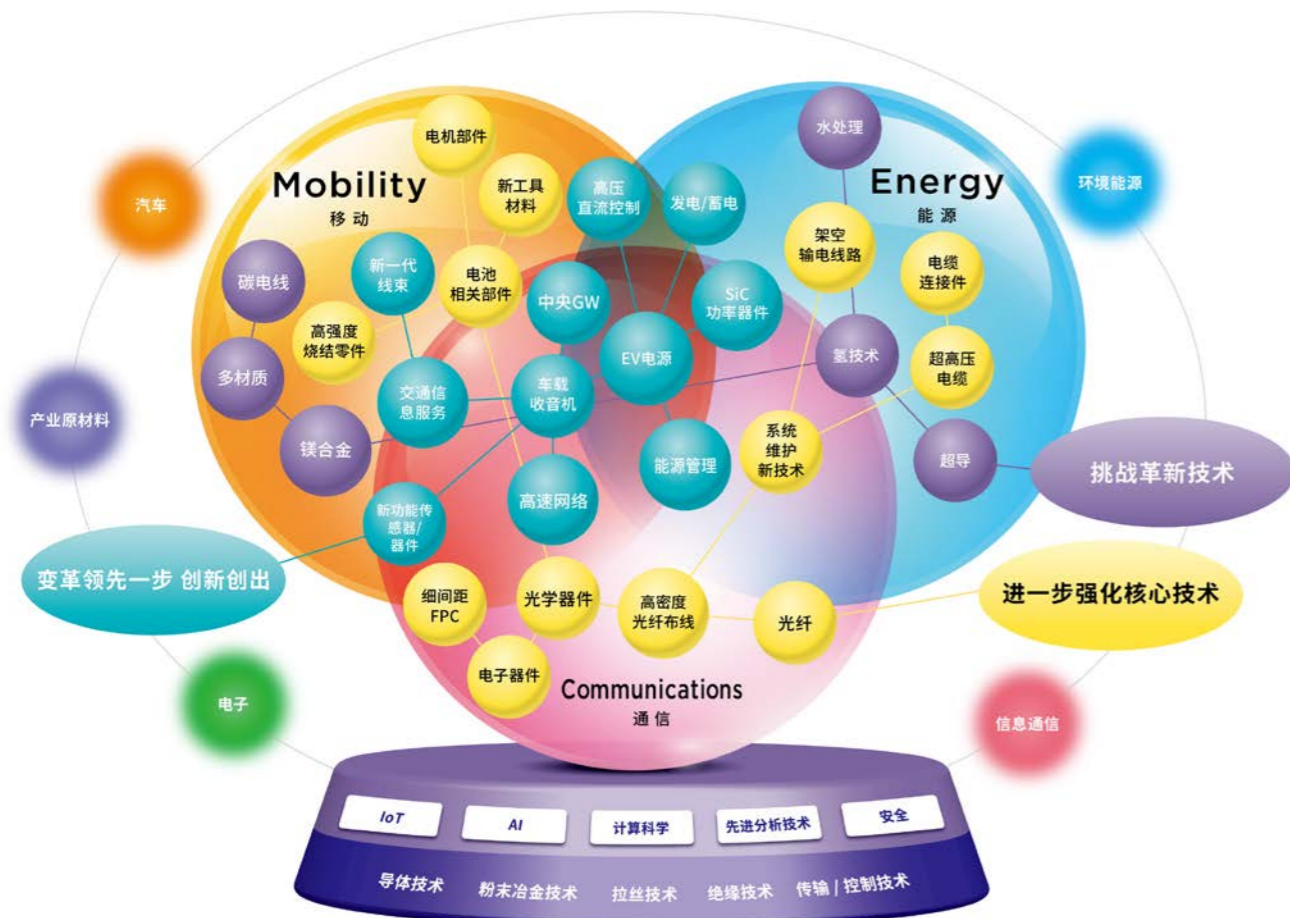 电机部件
水处理
Mobility
移动
新工具
材料
高压
直流控制
发电/蓄电
Energy
能源
环境能源
汽车
碳电线
新一代
线束
电池
相关部件
中央GW
SiC
功率器件
架空
输电线路
电缆
连接件
高强度
烧结零件
EV电源
氢技术
超高压
电缆
多材质
交通信
息服务
车载
收音机
产业原材料
镁合金
系统
维护
新技术
能源管理
超导
挑战革新技术
高速网络
新功能传
感器/
器件
变革领先一步 创新创出
进一步强化核心技术
细间距
FPC
光学器件
高密度
光纤布线
光纤
电子器件
Communications
通信
电子
信息通信
IoT
AI
计算科学
先进分析技术
安全
导体技术
粉末冶金技术
拉丝技术
绝缘技术
传输 / 控制技术